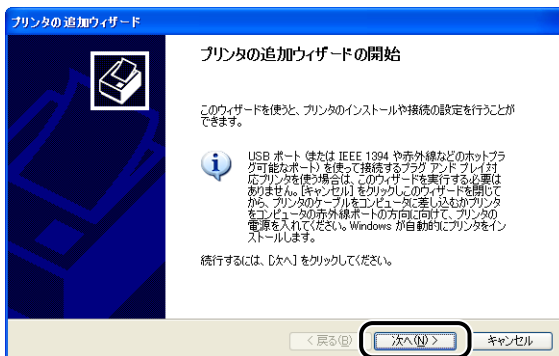 プリンタの追加ウィザード
プリンタの追加ウィザードの開始
このウィザードを使うと、プリンタのインストールや接続の設定を行うことが
できます。
USB ポート (または IEEE 1394 や赤外線などのホットプラ
グ可能なポート) を使って接続するプラグ アンド プレイ対
応プリンタを使う場合は、このウィザードを実行する必要は
ありません。[キャンセル] をクリックしこのウィザードを閉じて
から、プリンタのケーブルをコンピュータに差し込むかプリンタ
をコンピュータの赤外線ポートの方向に向けて、プリンタの
電源を入れてください。Windows が自動的にプリンタをイン
ストールします。
続行するには、[次へ] をクリックしてください。
< 戻る(B)
次へ(N) >
キャンセル